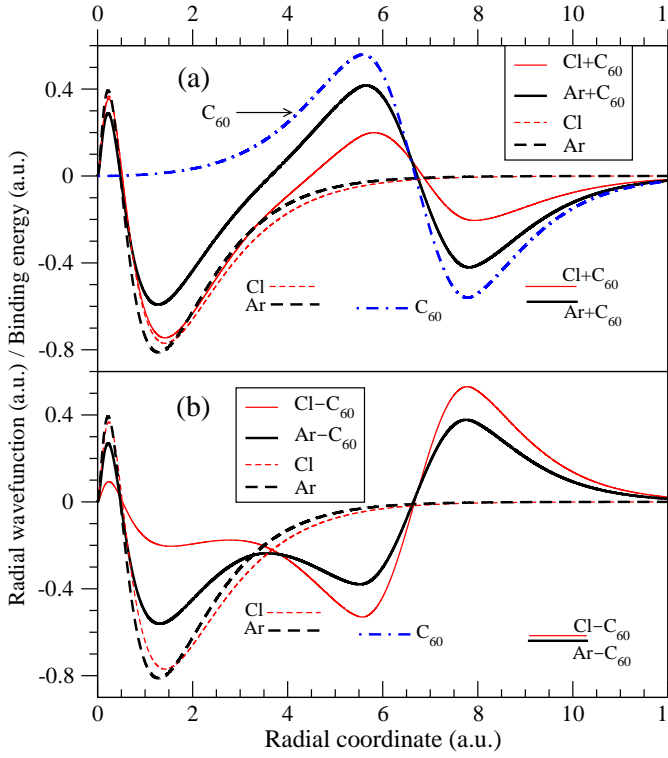 0 2 4 6 8 10 12
(a)
C60
Cl+C60
Ar+C60
Cl
Ar
0.4
0
-0.4
-0.8
Cl
Ar
C60
Cl+C60
Ar+C60
(b)
Cl−C60
Ar−C60
Cl
Ar
0.4
0
-0.4
-0.8
Cl
Ar
C60
Cl−C60
Ar−C60
0 2 4 6 8 10 12
Radial coordinate (a.u.)
Radial wavefunction (a.u.) / Binding energy (a.u.)